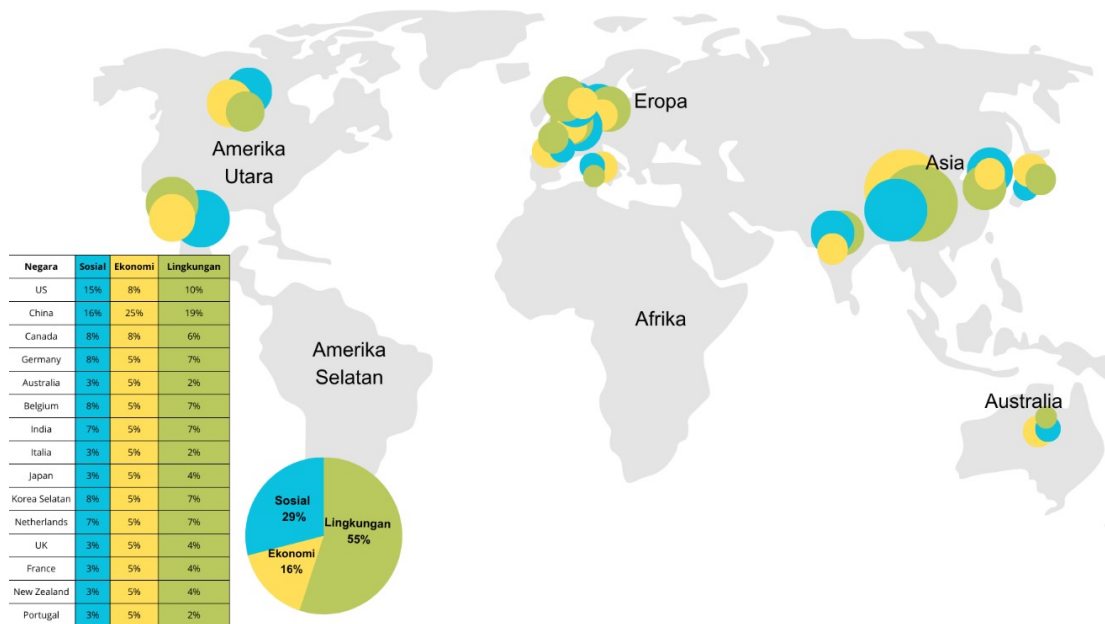 Amerika
Utara
Eropa
Asia
Afrika
Amerika
Selatan
Australia
Negara Sosial Ekonomi Lingkungan
US 15% 8% 10%
China 16% 25% 19%
Canada 8% 8% 6%
Germany 8% 5% 7%
Australia 3% 5% 2%
Belgium 8% 5% 7%
India 7% 5% 7%
Italia 3% 5% 2%
Japan 3% 5% 4%
Korea Selatan 8% 5% 7%
Netherlands 7% 5% 7%
UK 3% 5% 4%
France 3% 5% 4%
New Zealand 3% 5% 4%
Portugal 3% 5% 2%
Sosial
29%
Lingkungan
55%
Ekonomi
16%